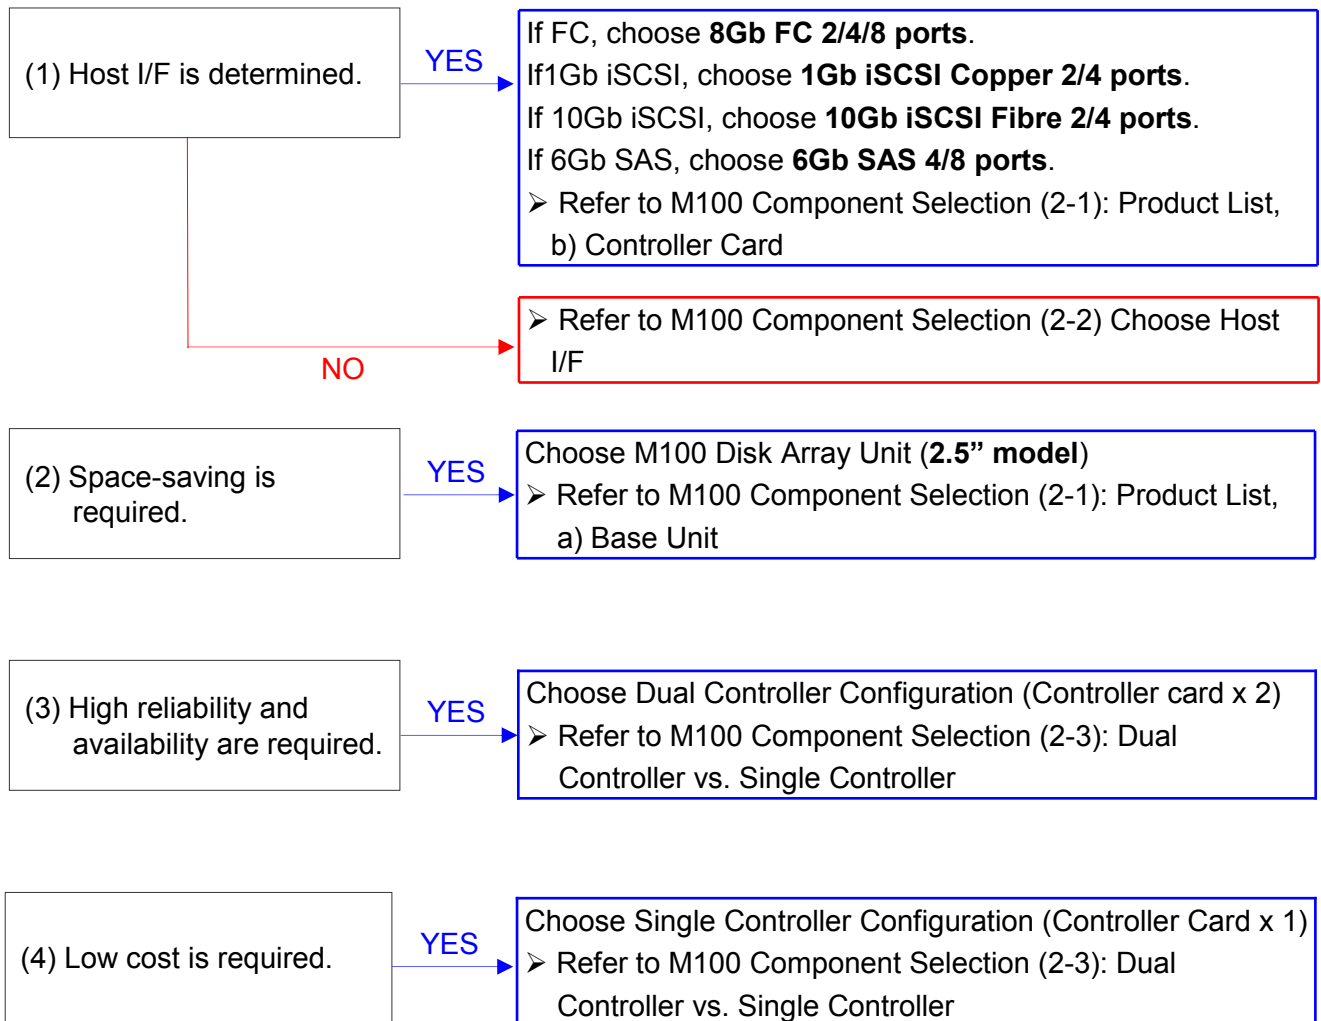 (1) Host I/F is determined.
YES
If FC, choose 8Gb FC 2/4/8 ports.
If1Gb iSCSI, choose 1Gb iSCSI Copper 2/4 ports.
If 10Gb iSCSI, choose 10Gb iSCSI Fibre 2/4 ports.
If 6Gb SAS, choose 6Gb SAS 4/8 ports.
➢ Refer to M100 Component Selection (2-1): Product List,
b) Controller Card
NO
➢ Refer to M100 Component Selection (2-2) Choose Host
I/F
(2) Space-saving is
required.
YES
Choose M100 Disk Array Unit (2.5” model)
➢ Refer to M100 Component Selection (2-1): Product List,
a) Base Unit
(3) High reliability and
availability are required.
YES
Choose Dual Controller Configuration (Controller card x 2)
➢ Refer to M100 Component Selection (2-3): Dual
Controller vs. Single Controller
(4) Low cost is required.
YES
Choose Single Controller Configuration (Controller Card x 1)
➢ Refer to M100 Component Selection (2-3): Dual
Controller vs. Single Controller